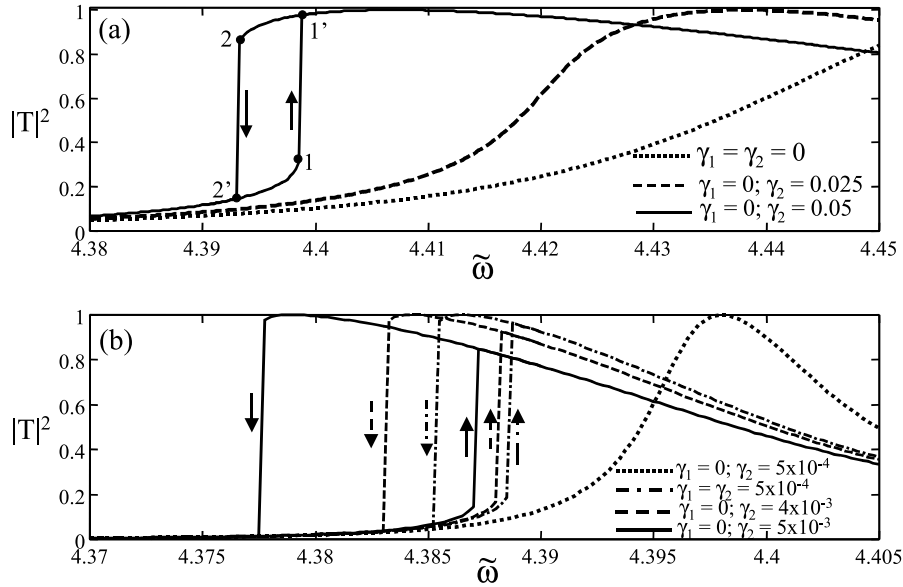 (a)
1
0.8
0.6
0.4
0.2
0
|T|²
2
1’
1
2’
γ₁ = γ₂ = 0
γ₁ = 0; γ₂ = 0.025
γ₁ = 0; γ₂ = 0.05
4.38 4.39 4.4 4.41 4.42 4.43 4.44 4.45
ω̃
(b)
1
0.8
0.6
0.4
0.2
0
|T|²
γ₁ = 0; γ₂ = 5x10⁻⁴
γ₁ = γ₂ = 5x10⁻⁴
γ₁ = 0; γ₂ = 4x10⁻³
γ₁ = 0; γ₂ = 5x10⁻³
4.37 4.375 4.38 4.385 4.39 4.395 4.4 4.405
ω̃